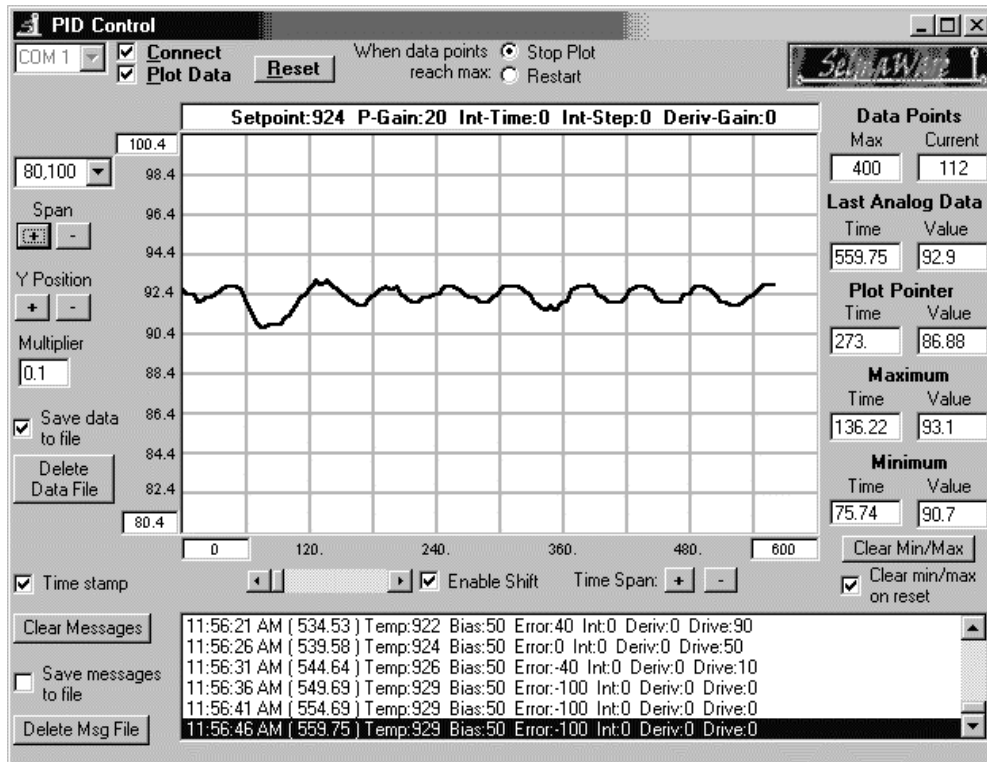 PID Control
COM 1
Connect
Plot Data
Reset
When data points reach max:
Stop Plot
Restart
SelmaWare
Setpoint:924 P-Gain:20 Int-Time:0 Int-Step:0 Deriv-Gain:0
80,100
Span
+ -
Y Position
+ -
Multiplier
0.1
Save data to file
Delete Data File
100.4
98.4
96.4
94.4
92.4
90.4
88.4
86.4
84.4
82.4
80.4
0 120. 240. 360. 480. 600
Data Points
Max Current
400 112
Last Analog Data
Time Value
559.75 92.9
Plot Pointer
Time Value
273. 86.88
Maximum
Time Value
136.22 93.1
Minimum
Time Value
75.74 90.7
Clear Min/Max
Clear min/max on reset
Time stamp
Enable Shift
Time Span: + -
Clear Messages
Save messages to file
Delete Msg File
11:56:21 AM ( 534.53 ) Temp:922 Bias:50 Error:40 Int:0 Deriv:0 Drive:90
11:56:26 AM ( 539.58 ) Temp:924 Bias:50 Error:0 Int:0 Deriv:0 Drive:50
11:56:31 AM ( 544.64 ) Temp:926 Bias:50 Error:-40 Int:0 Deriv:0 Drive:10
11:56:36 AM ( 549.69 ) Temp:929 Bias:50 Error:-100 Int:0 Deriv:0 Drive:0
11:56:41 AM ( 554.69 ) Temp:929 Bias:50 Error:-100 Int:0 Deriv:0 Drive:0
11:56:46 AM ( 559.75 ) Temp:929 Bias:50 Error:-100 Int:0 Deriv:0 Drive:0